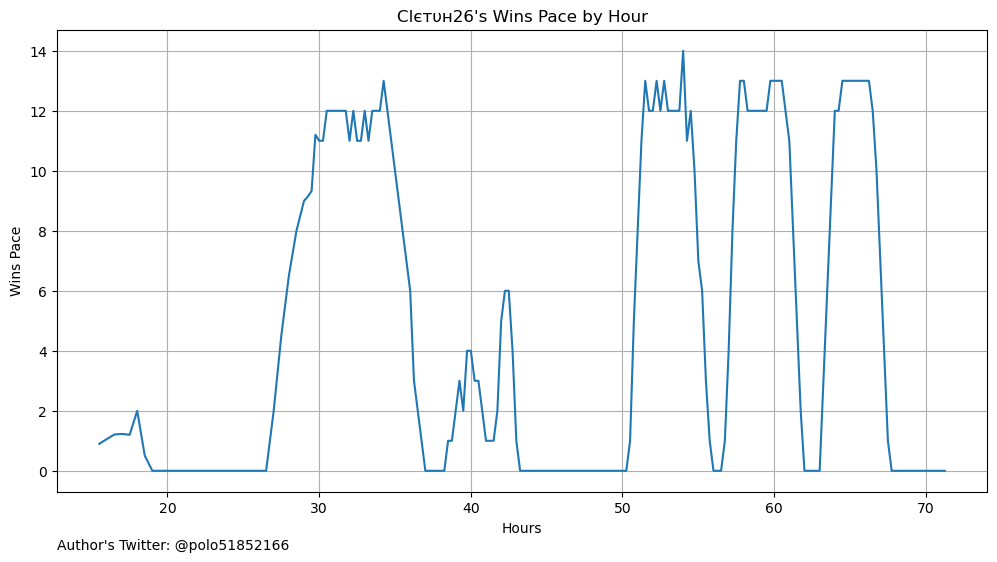 Clєтυн26's Wins Pace by Hour
14
12
10
8
6
4
2
0
Wins Pace
20 30 40 50 60 70
Hours
Author's Twitter: @polo51852166